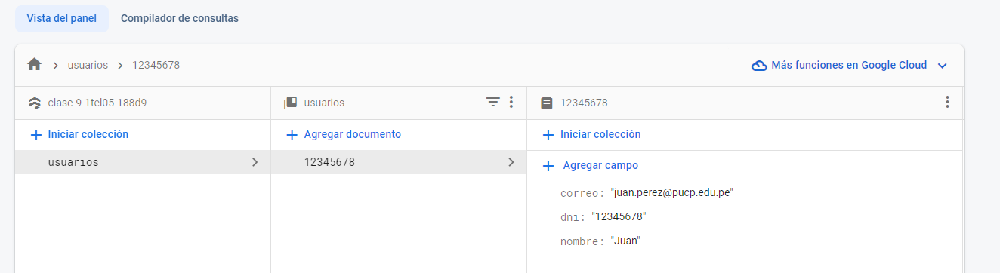 Vista del panel Compilador de consultas
usuarios 12345678 Más funciones en Google Cloud
clase-9-1tel05-188d9 usuarios 12345678
Iniciar colección Agregar documento Iniciar colección
usuarios 12345678
Agregar campo
correo: "juan.perez@pucp.edu.pe"
dni: "12345678"
nombre: "Juan"